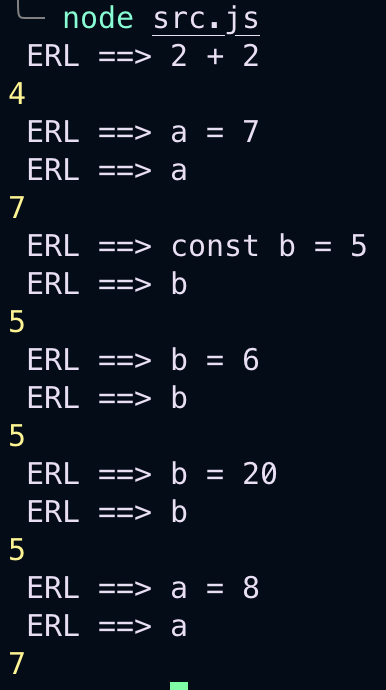 node src.js
ERL ==> 2 + 2
4
ERL ==> a = 7
ERL ==> a
7
ERL ==> const b = 5
ERL ==> b
5
ERL ==> b = 6
ERL ==> b
5
ERL ==> b = 20
ERL ==> b
5
ERL ==> a = 8
ERL ==> a
7